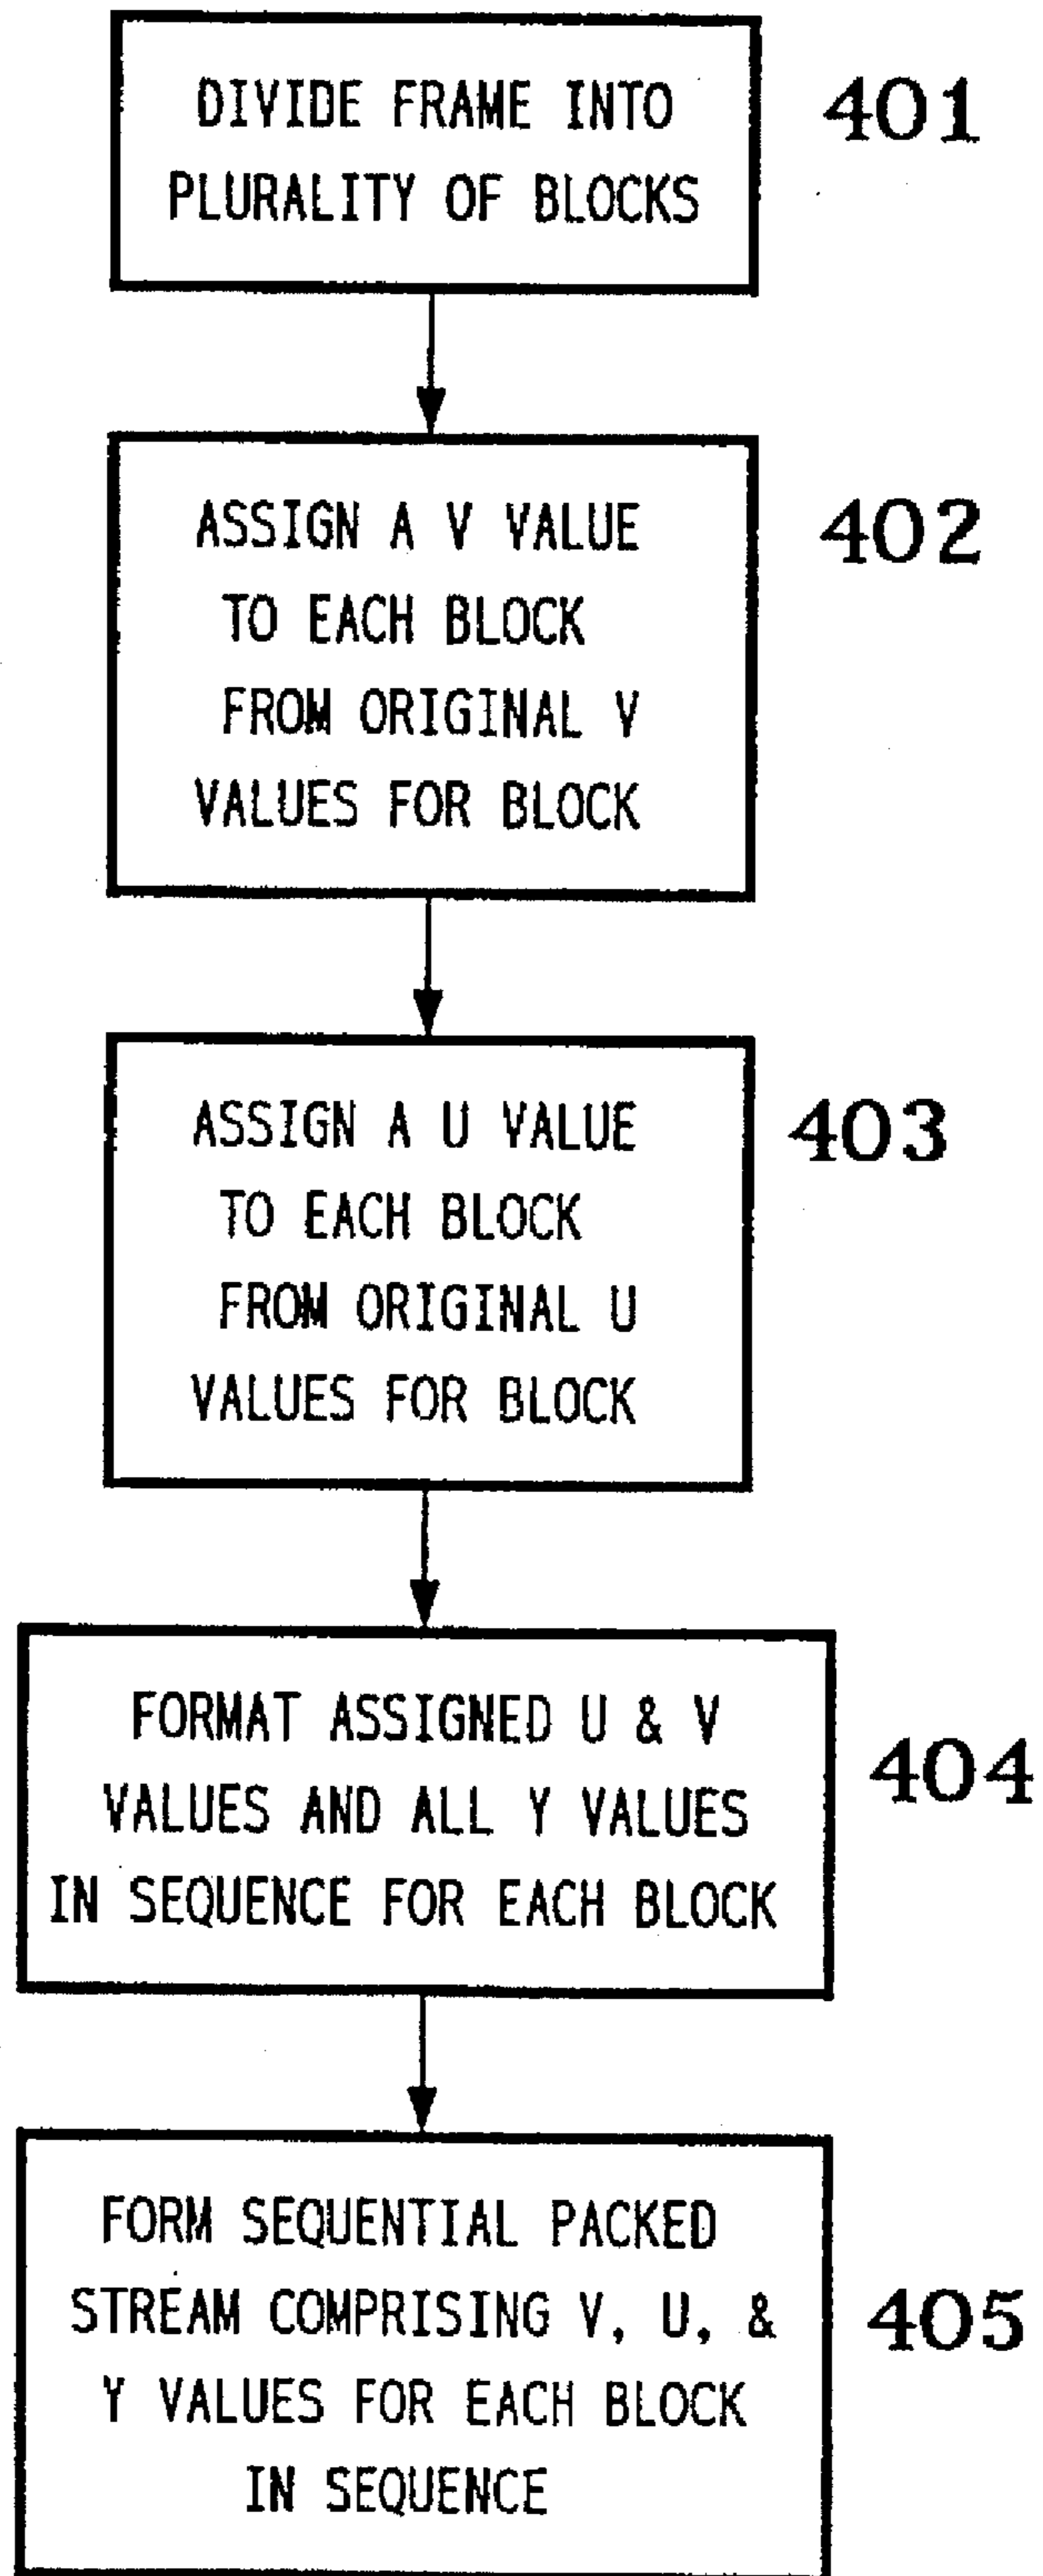 DIVIDE FRAME INTO
PLURALITY OF BLOCKS
401
ASSIGN A V VALUE
TO EACH BLOCK
FROM ORIGINAL V
VALUES FOR BLOCK
402
ASSIGN A U VALUE
TO EACH BLOCK
FROM ORIGINAL U
VALUES FOR BLOCK
403
FORMAT ASSIGNED U & V
VALUES AND ALL Y VALUES
IN SEQUENCE FOR EACH BLOCK
404
FORM SEQUENTIAL PACKED
STREAM COMPRISING V, U, &
Y VALUES FOR EACH BLOCK
IN SEQUENCE
405